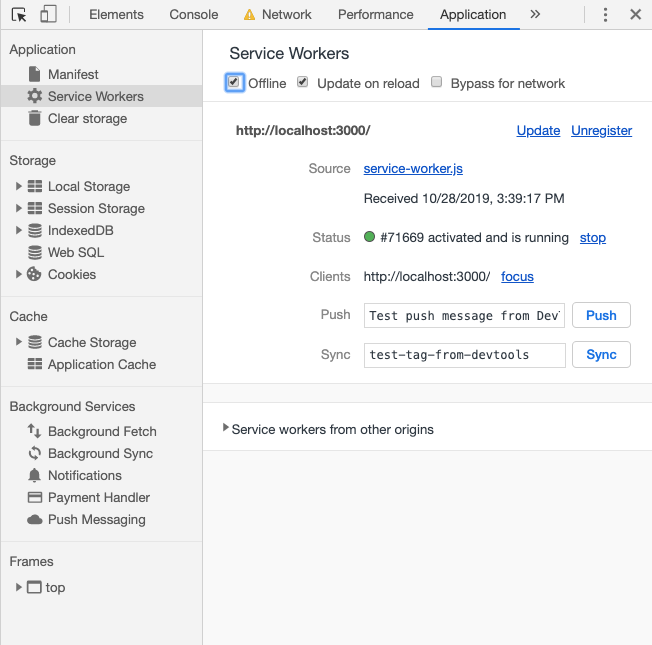 Elements Console Network Performance Application »
Application
Manifest
Service Workers
Clear storage
Storage
Local Storage
Session Storage
IndexedDB
Web SQL
Cookies
Cache
Cache Storage
Application Cache
Background Services
Background Fetch
Background Sync
Notifications
Payment Handler
Push Messaging
Frames
top
Service Workers
Offline Update on reload Bypass for network
http://localhost:3000/ Update Unregister
Source service-worker.js
Received 10/28/2019, 3:39:17 PM
Status #71669 activated and is running stop
Clients http://localhost:3000/ focus
Push Test push message from Dev Push
Sync test-tag-from-devtools Sync
Service workers from other origins